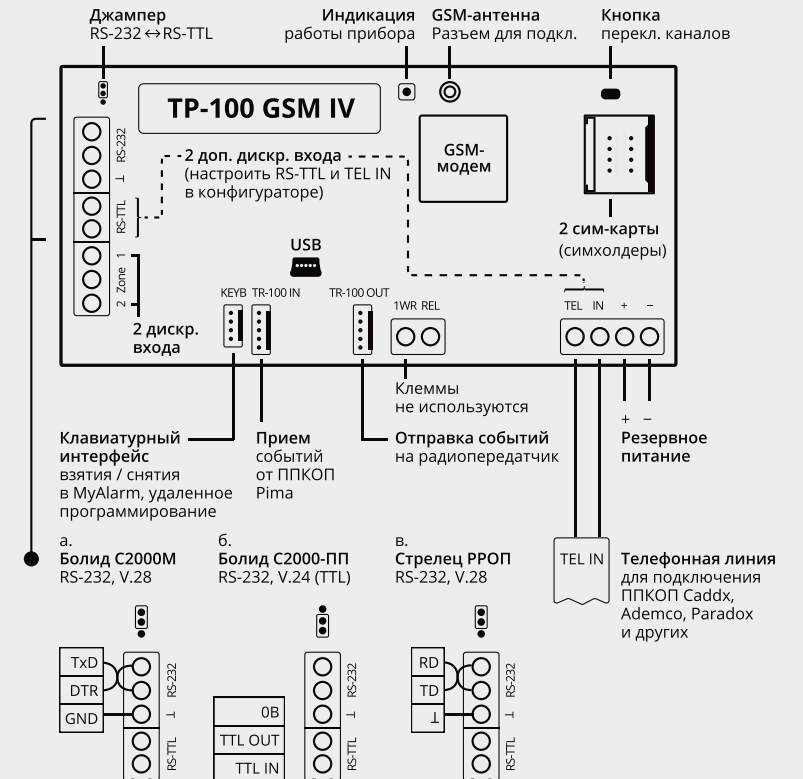 Джампер
RS-232 ↔ RS-TTL
Индикация
работы прибора
GSM-антенна
Разъем для подкл.
Кнопка
перекл. каналов
TP-100 GSM IV
GSM-
модем
RS-232
⊥
RS-TTL
2 Zone 1
2 доп. дискр. входа
(настроить RS-TTL и TEL IN
в конфигураторе)
2 сим-карты
(симхолдеры)
USB
KEYB TR-100 IN
TR-100 OUT
1WR REL
TEL IN + −
2 дискр.
входа
Клеммы
не используются
+ −
Резервное
питание
Клавиатурный
интерфейс
взятия / снятия
в MyAlarm, удаленное
программирование
Прием
событий
от ППКОП
Pima
Отправка событий
на радиопередатчик
TEL IN
Телефонная линия
для подключения
ППКОП Caddx,
Ademco, Paradox
и других
а.
Болид С2000М
RS-232, V.28
TxD
DTR
GND
RS-232
⊥
RS-TTL
б.
Болид С2000-ПП
RS-232, V.24 (TTL)
0В
TTL OUT
TTL IN
RS-232
⊥
RS-TTL
в.
Стрелец РРОП
RS-232, V.28
RD
TD
⊥
RS-232
⊥
RS-TTL